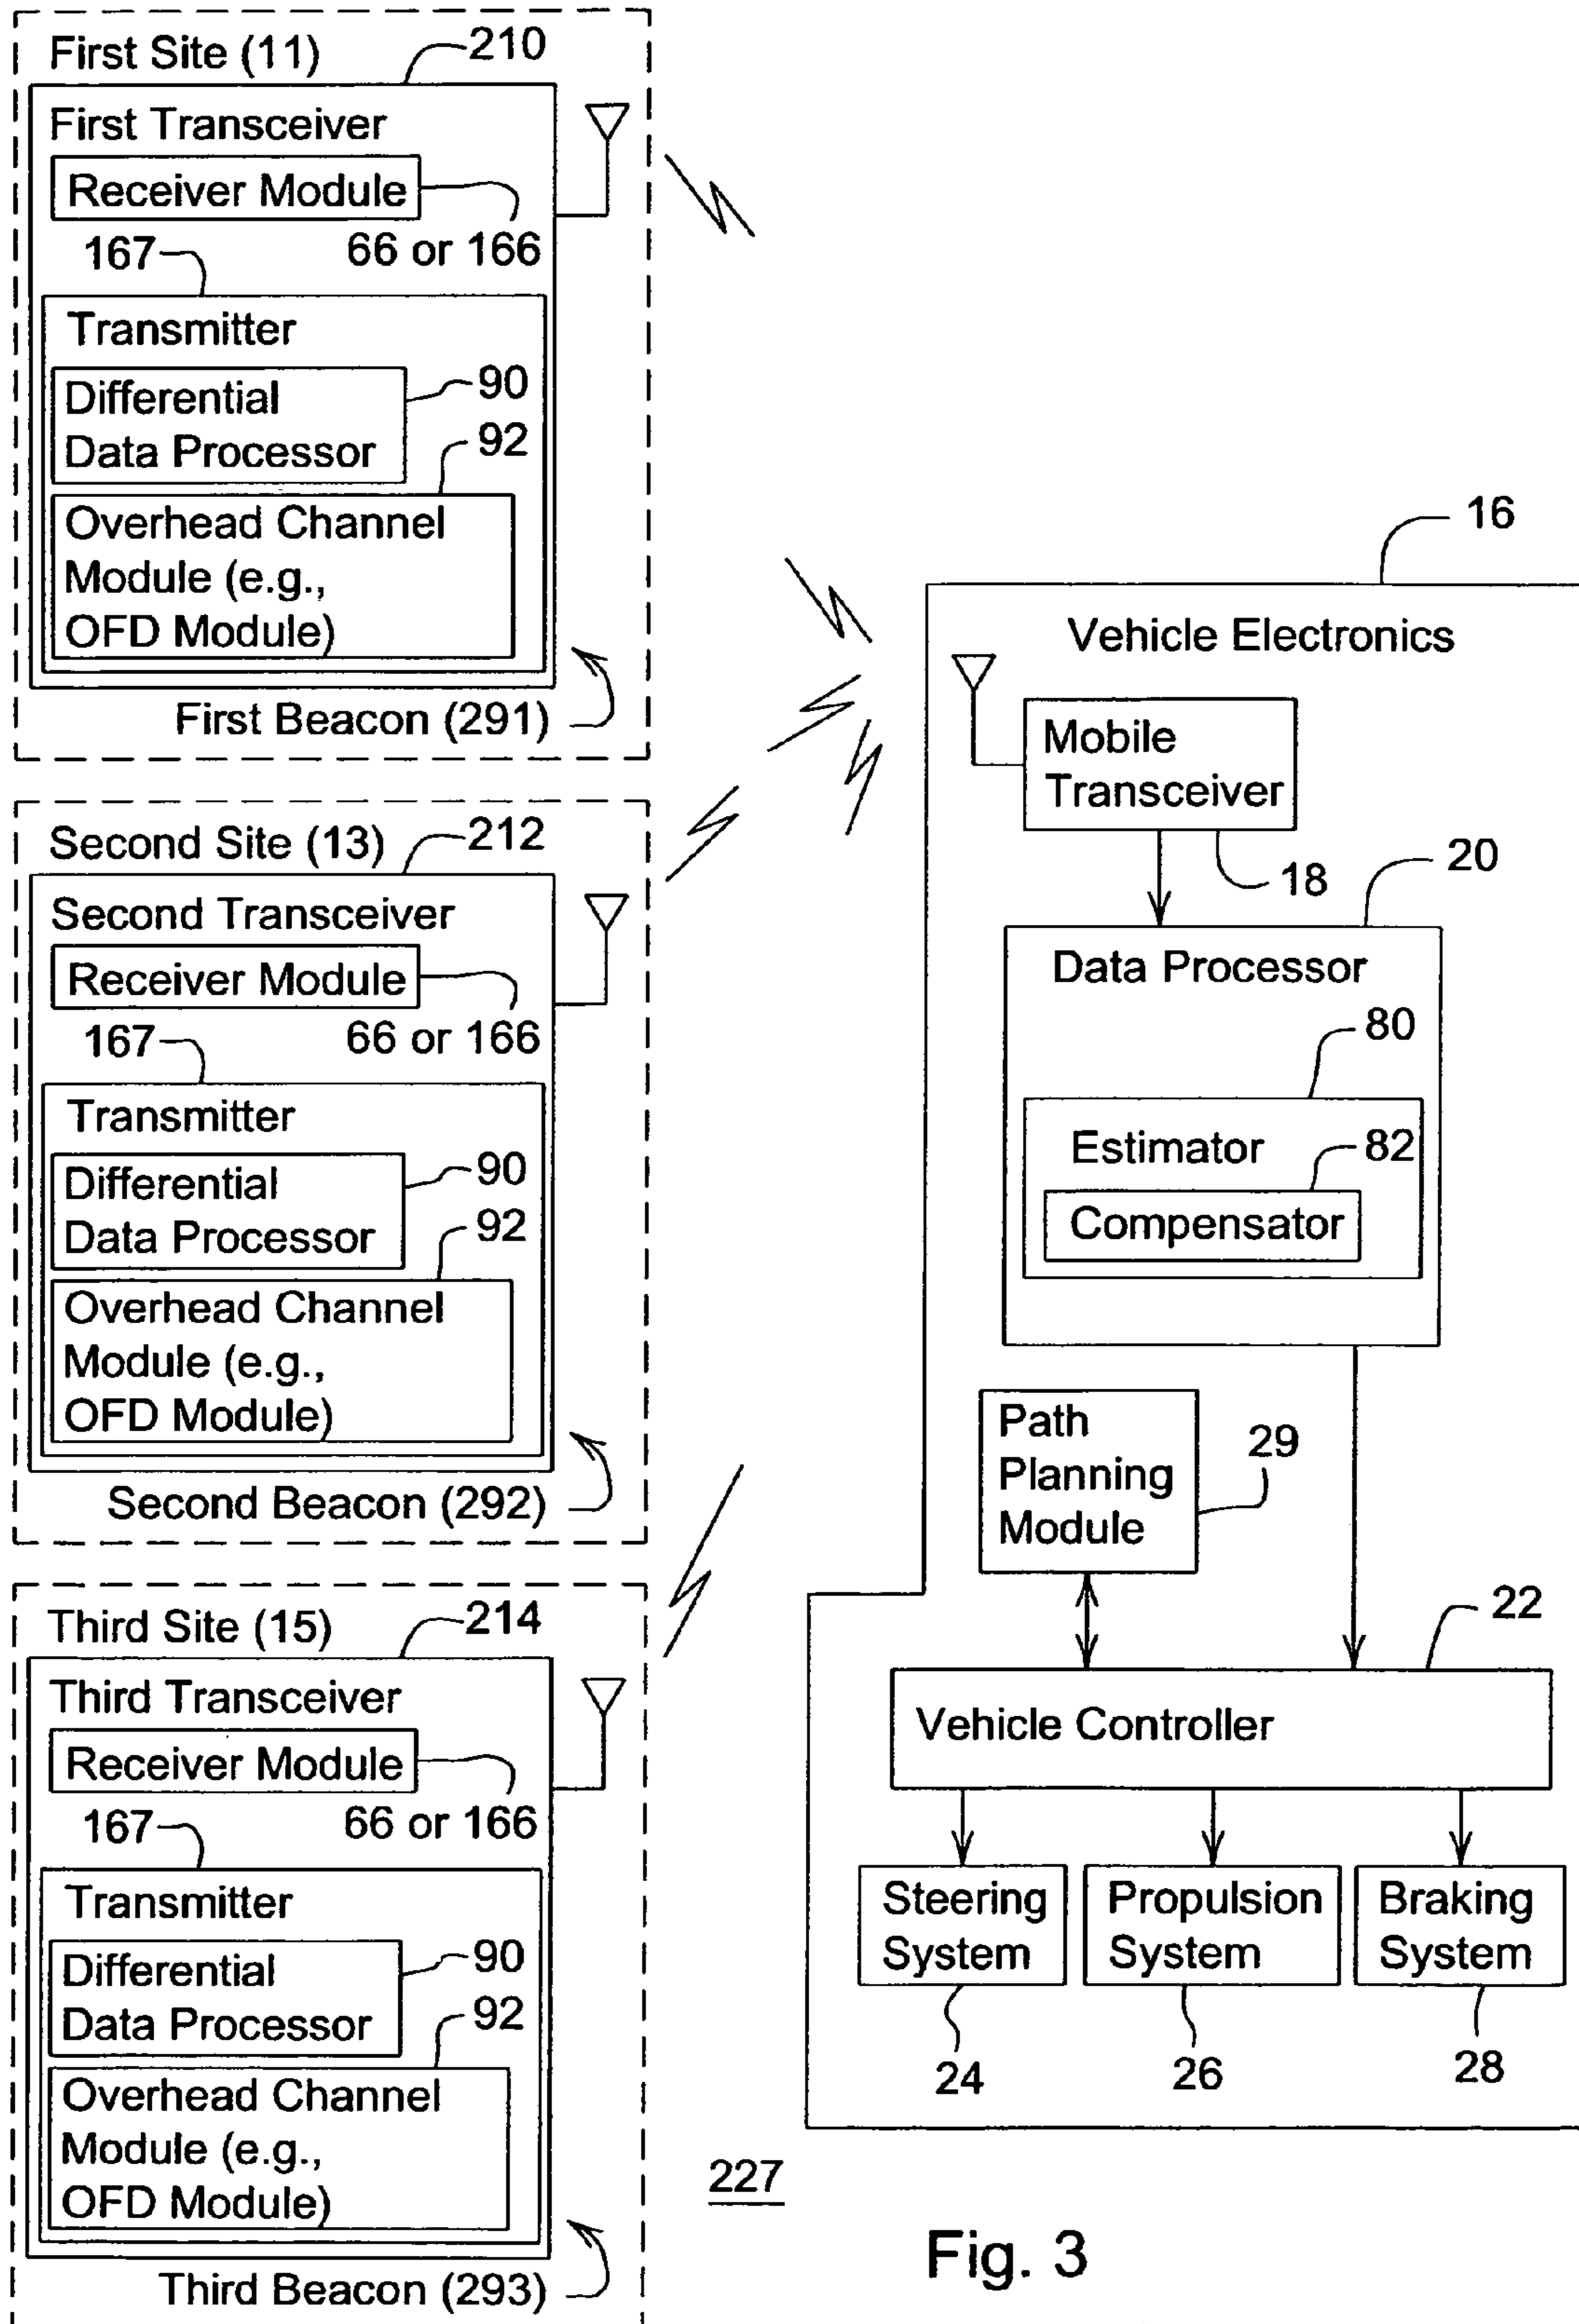 First Site (11)
210
First Transceiver
Receiver Module
167
66 or 166
Transmitter
Differential
Data Processor
90
92
Overhead Channel
Module (e.g.,
OFD Module)
First Beacon (291)
Second Site (13)
212
Second Transceiver
Receiver Module
167
66 or 166
Transmitter
Differential
Data Processor
90
92
Overhead Channel
Module (e.g.,
OFD Module)
Second Beacon (292)
Third Site (15)
214
Third Transceiver
Receiver Module
167
66 or 166
Transmitter
Differential
Data Processor
90
92
Overhead Channel
Module (e.g.,
OFD Module)
Third Beacon (293)
16
Vehicle Electronics
Mobile
Transceiver
18
20
Data Processor
80
Estimator
82
Compensator
Path
Planning
Module
29
22
Vehicle Controller
Steering
System
Propulsion
System
Braking
System
24
26
28
227
Fig. 3